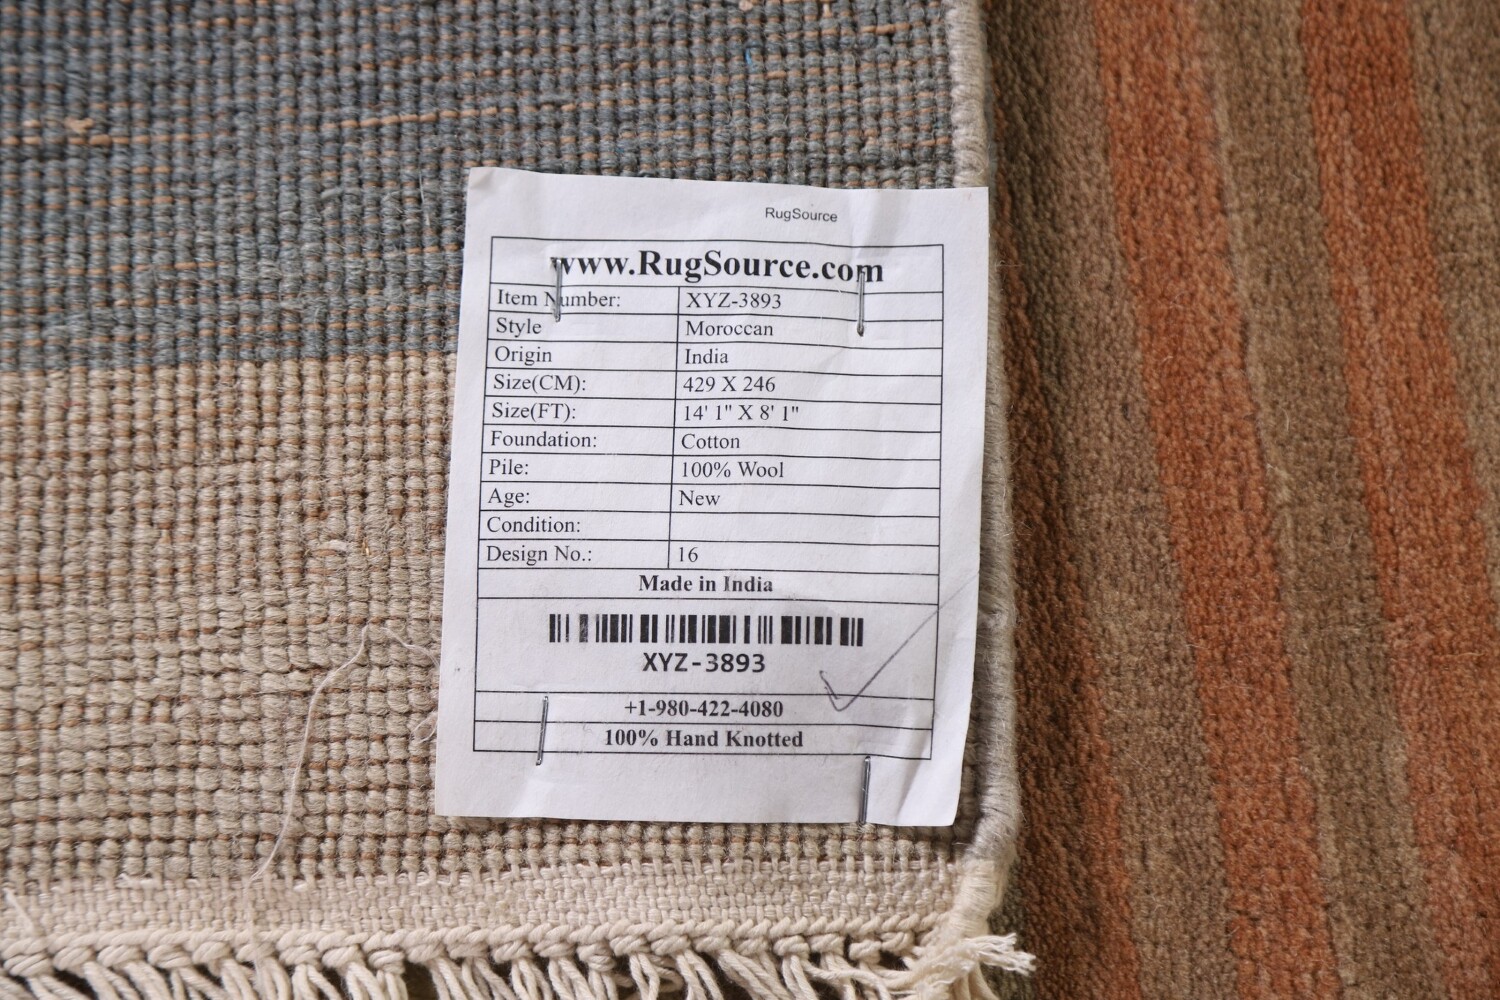 RugSource
www.RugSource.com
Item Number: XYZ-3893
Style Moroccan
Origin India
Size(CM): 429 X 246
Size(FT): 14' 1" X 8' 1"
Foundation: Cotton
Pile: 100% Wool
Age: New
Condition:
Design No.: 16
Made in India
XYZ-3893
+1-980-422-4080
100% Hand Knotted